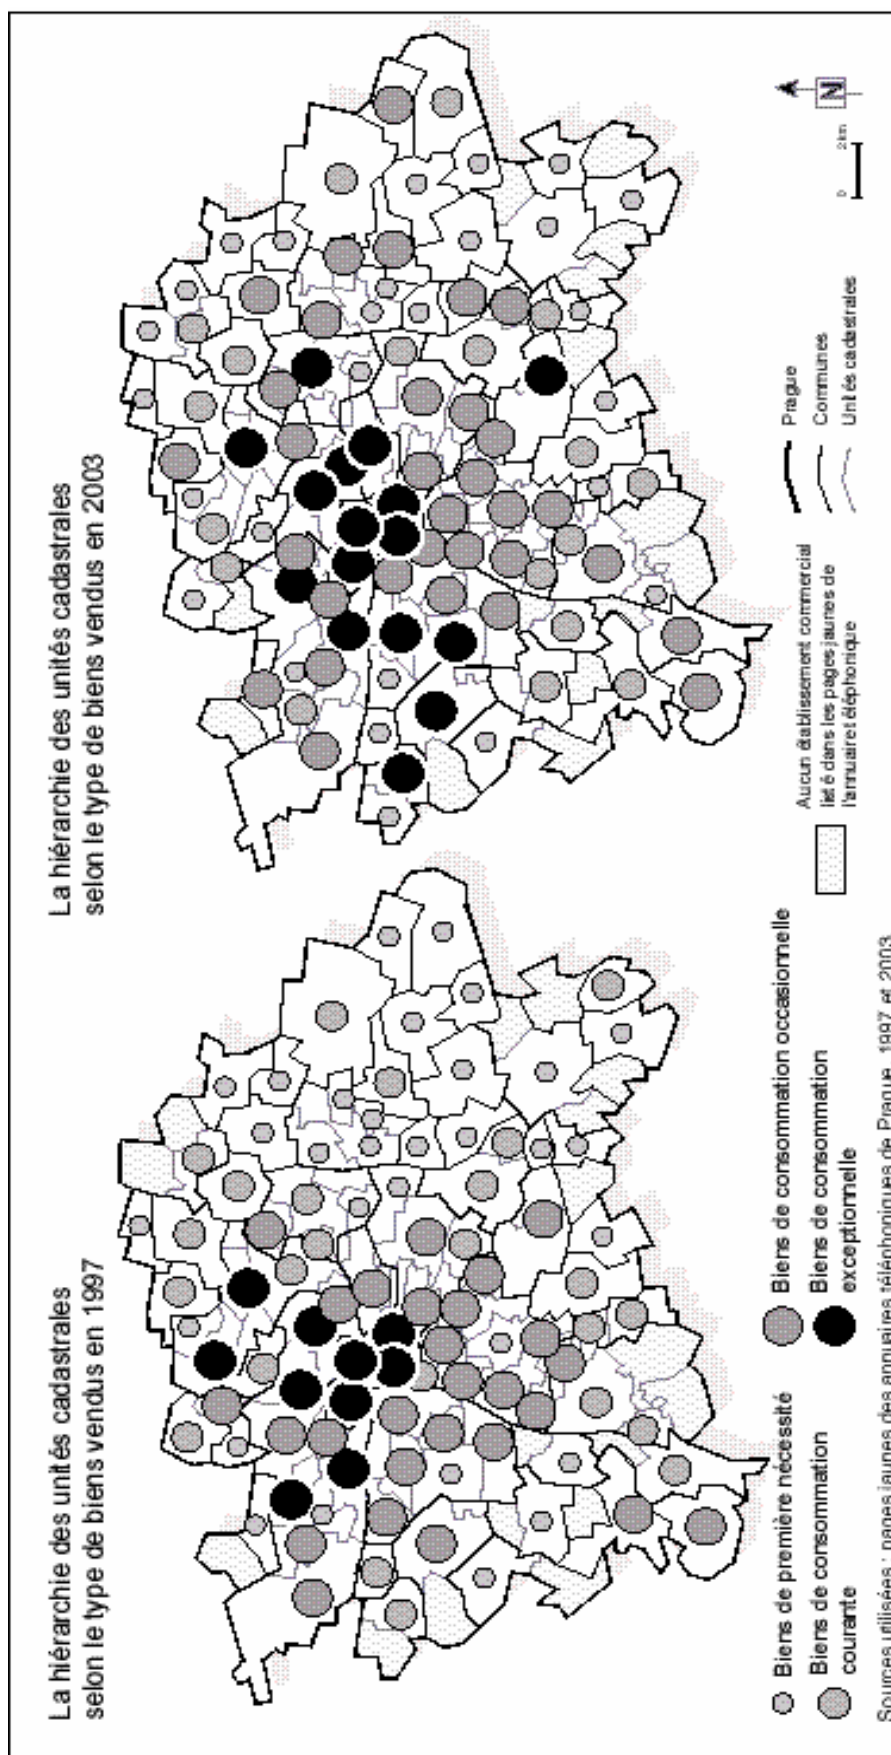 La hiérarchie des unités cadastrales
selon le type de biens vendus en 1997
La hiérarchie des unités cadastrales
selon le type de biens vendus en 2003
Biens de première nécessité
Biens de consommation
courante
Biens de consommation occasionnelle
Biens de consommation
exceptionnelle
Aucun établissement commercial
listé dans les pages jaunes de
l'annuaire téléphonique
Prague
Communes
Unités cadastrales
0 2 km
N
Sources utilisées : pages jaunes des annuaires téléphoniques de Prague, 1997 et 2003